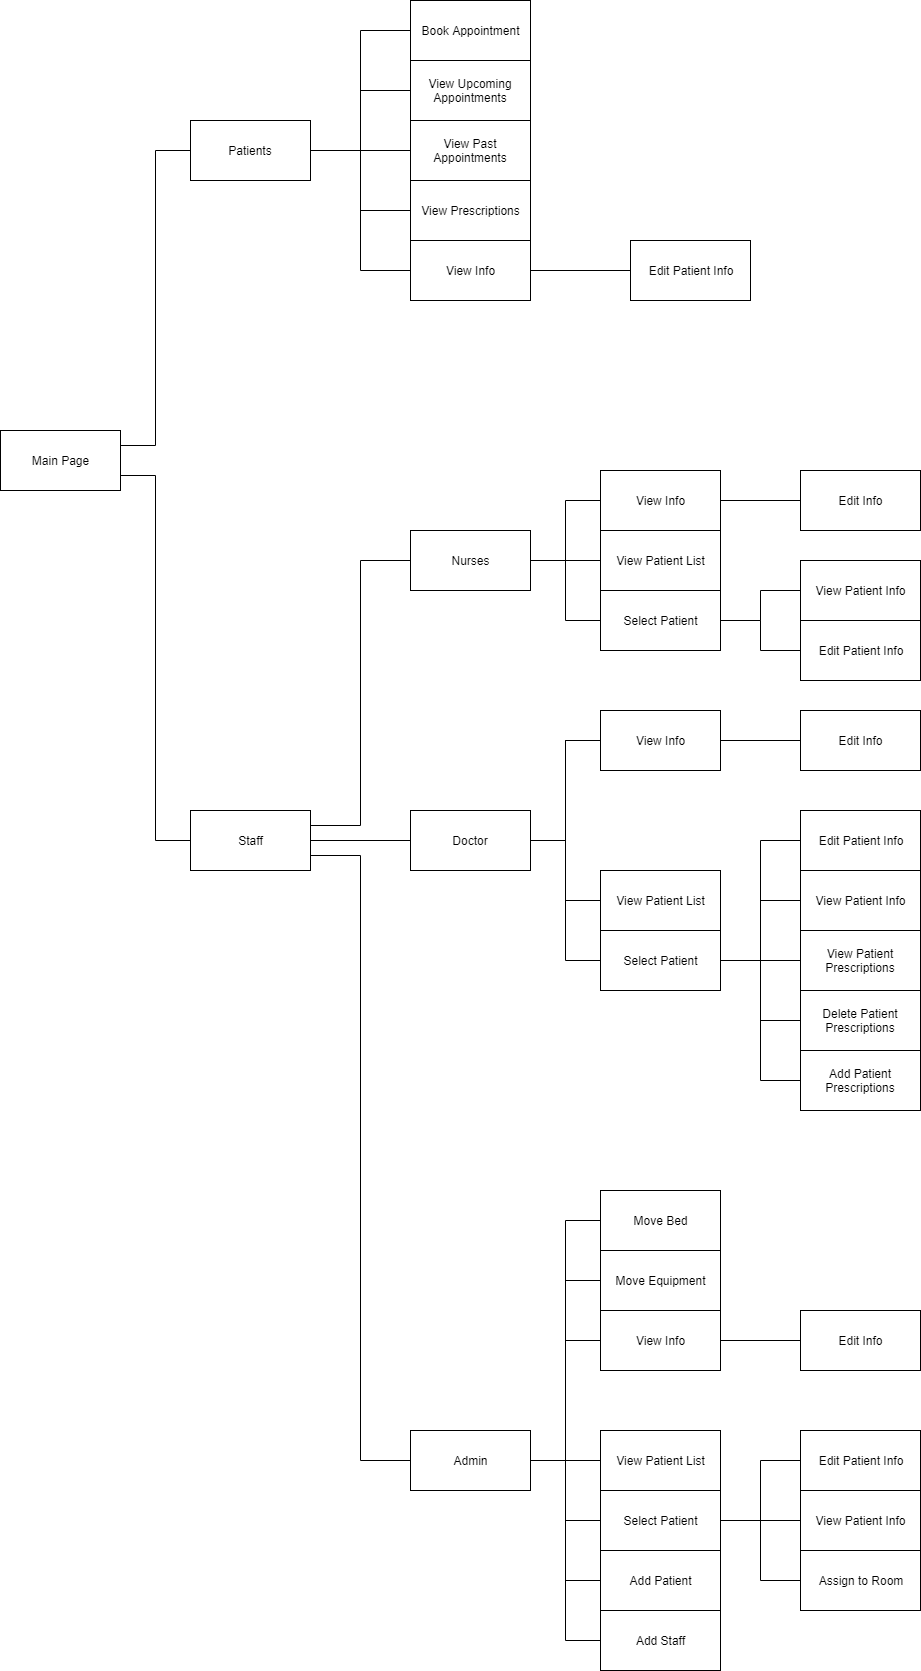 Book Appointment
View Upcoming
Appointments
Patients
View Past
Appointments
View Prescriptions
View Info
Edit Patient Info
Main Page
View Info
Edit Info
Nurses
View Patient List
View Patient Info
Select Patient
Edit Patient Info
View Info
Edit Info
Staff
Doctor
Edit Patient Info
View Patient List
View Patient Info
Select Patient
View Patient
Prescriptions
Delete Patient
Prescriptions
Add Patient
Prescriptions
Move Bed
Move Equipment
View Info
Edit Info
Admin
View Patient List
Edit Patient Info
Select Patient
View Patient Info
Add Patient
Assign to Room
Add Staff